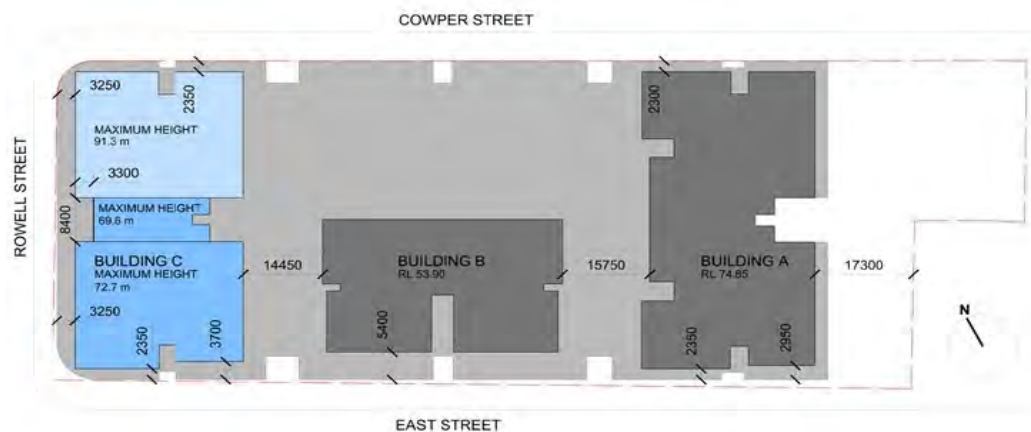 COWPER STREET
3250
2350
2300
MAXIMUM HEIGHT
91.3 m
ROWELL STREET
3300
MAXIMUM HEIGHT
69.8 m
8400
BUILDING C
MAXIMUM HEIGHT
72.7 m
14450
BUILDING B
RL 53.90
15750
BUILDING A
RL 74.85
17300
3250
2350
3700
5400
2350
2950
N
EAST STREET